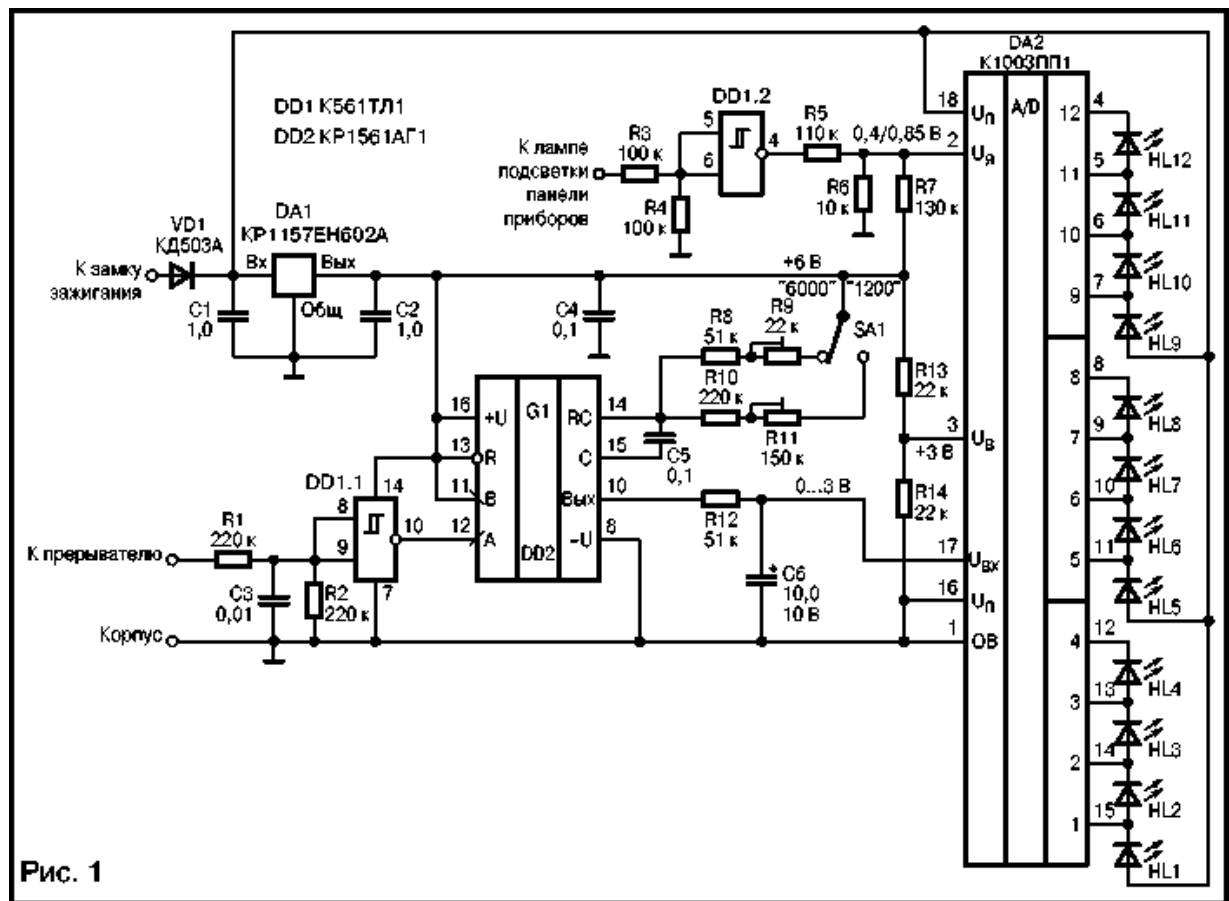 DA2
К1003ПП1
DD1 К561ТЛ1
DD2 КР1561АГ1
DD1.2
К лампе
подсветки
панели
приборов
R3
100 к
R4
100 к
5
6
4
R5
110 к
0,4/0,85 В
R6
10 к
R7
130 к
VD1
КД503А
DA1
КР1157ЕН602А
К замку
зажигания
Вх
Вых
Общ
C1
1,0
C2
1,0
C4
0,1
+6 В
"6000"
"1200"
R8
51 к
R9
22 к
SA1
R10
220 к
R11
150 к
C5
0,1
R13
22 к
+3 В
R14
22 к
16
13
11
12
+U
R
B
A
G1
DD2
RC
C
Вых
–U
14
15
10
8
R12
51 к
0...3 В
C6
10,0
10 В
+
DD1.1
14
8
9
10
7
К прерывателю
R1
220 к
C3
0,01
R2
220 к
Корпус
18
2
3
17
16
1
Uп
Uя
Uв
Uвх
Uп
ОВ
A/D
12
11
10
9
8
7
6
5
4
3
2
1
4
5
6
7
8
9
10
11
12
13
14
15
HL12
HL11
HL10
HL9
HL8
HL7
HL6
HL5
HL4
HL3
HL2
HL1
Рис. 1